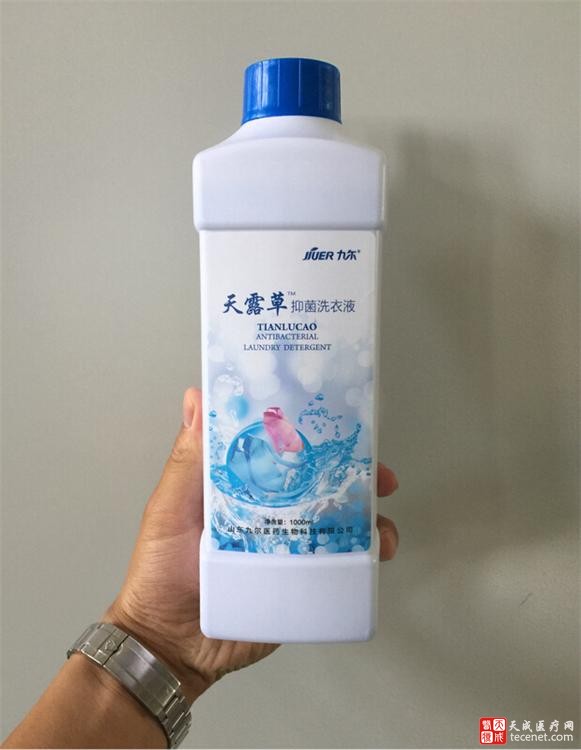 JIUER 九尔®
天露草™ 抑菌洗衣液
TIANLUCAO
ANTIBACTERIAL
LAUNDRY DETERGENT
净含量：1000ml
山东九尔医药生物科技有限公司
天成医疗网
tecenet.com